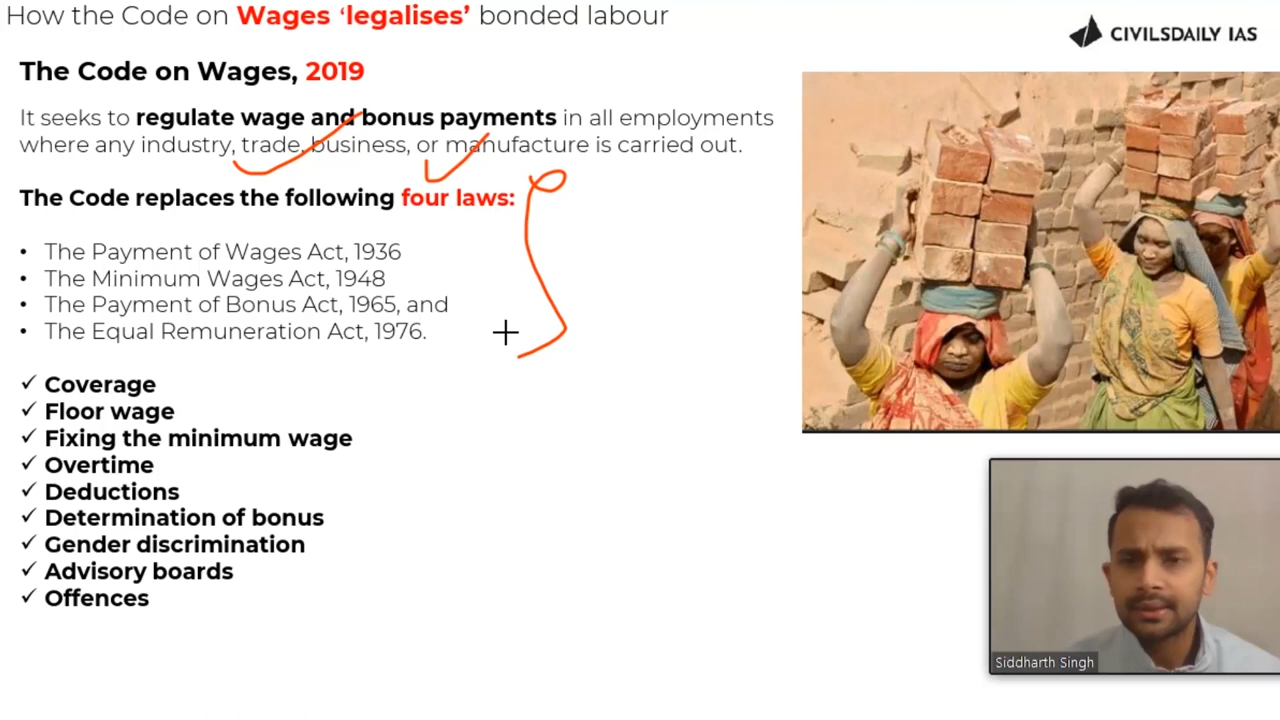 How the Code on Wages ‘legalises’ bonded labour
CIVILSDAILY IAS
The Code on Wages, 2019
It seeks to regulate wage and bonus payments in all employments
where any industry, trade, business, or manufacture is carried out.
The Code replaces the following four laws:
• The Payment of Wages Act, 1936
• The Minimum Wages Act, 1948
• The Payment of Bonus Act, 1965, and
• The Equal Remuneration Act, 1976.
✓ Coverage
✓ Floor wage
✓ Fixing the minimum wage
✓ Overtime
✓ Deductions
✓ Determination of bonus
✓ Gender discrimination
✓ Advisory boards
✓ Offences
Siddharth Singh